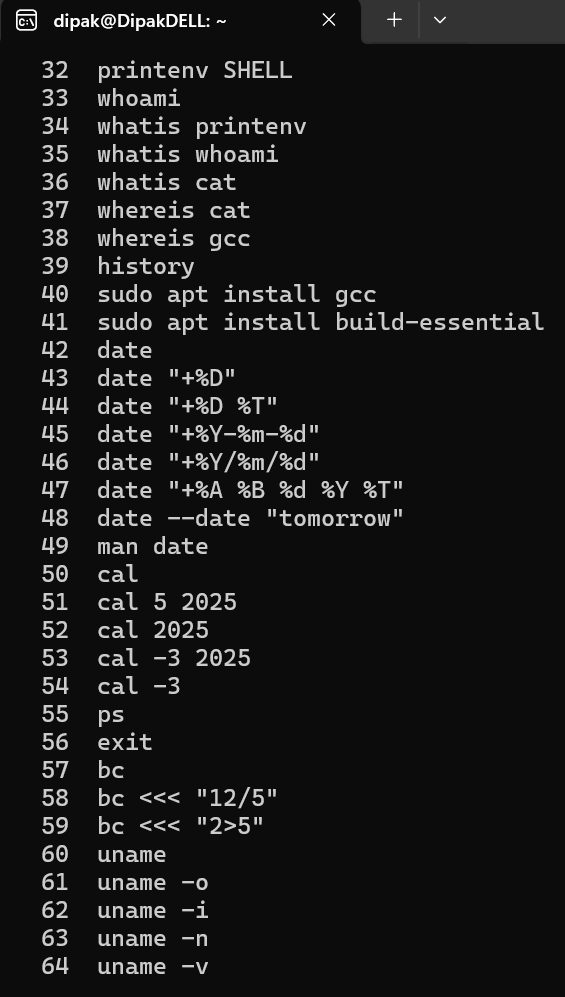 dipak@DipakDELL: ~
32 printenv SHELL
33 whoami
34 whatis printenv
35 whatis whoami
36 whatis cat
37 whereis cat
38 whereis gcc
39 history
40 sudo apt install gcc
41 sudo apt install build-essential
42 date
43 date "+%D"
44 date "+%D %T"
45 date "+%Y-%m-%d"
46 date "+%Y/%m/%d"
47 date "+%A %B %d %Y %T"
48 date --date "tomorrow"
49 man date
50 cal
51 cal 5 2025
52 cal 2025
53 cal -3 2025
54 cal -3
55 ps
56 exit
57 bc
58 bc <<< "12/5"
59 bc <<< "2>5"
60 uname
61 uname -o
62 uname -i
63 uname -n
64 uname -v